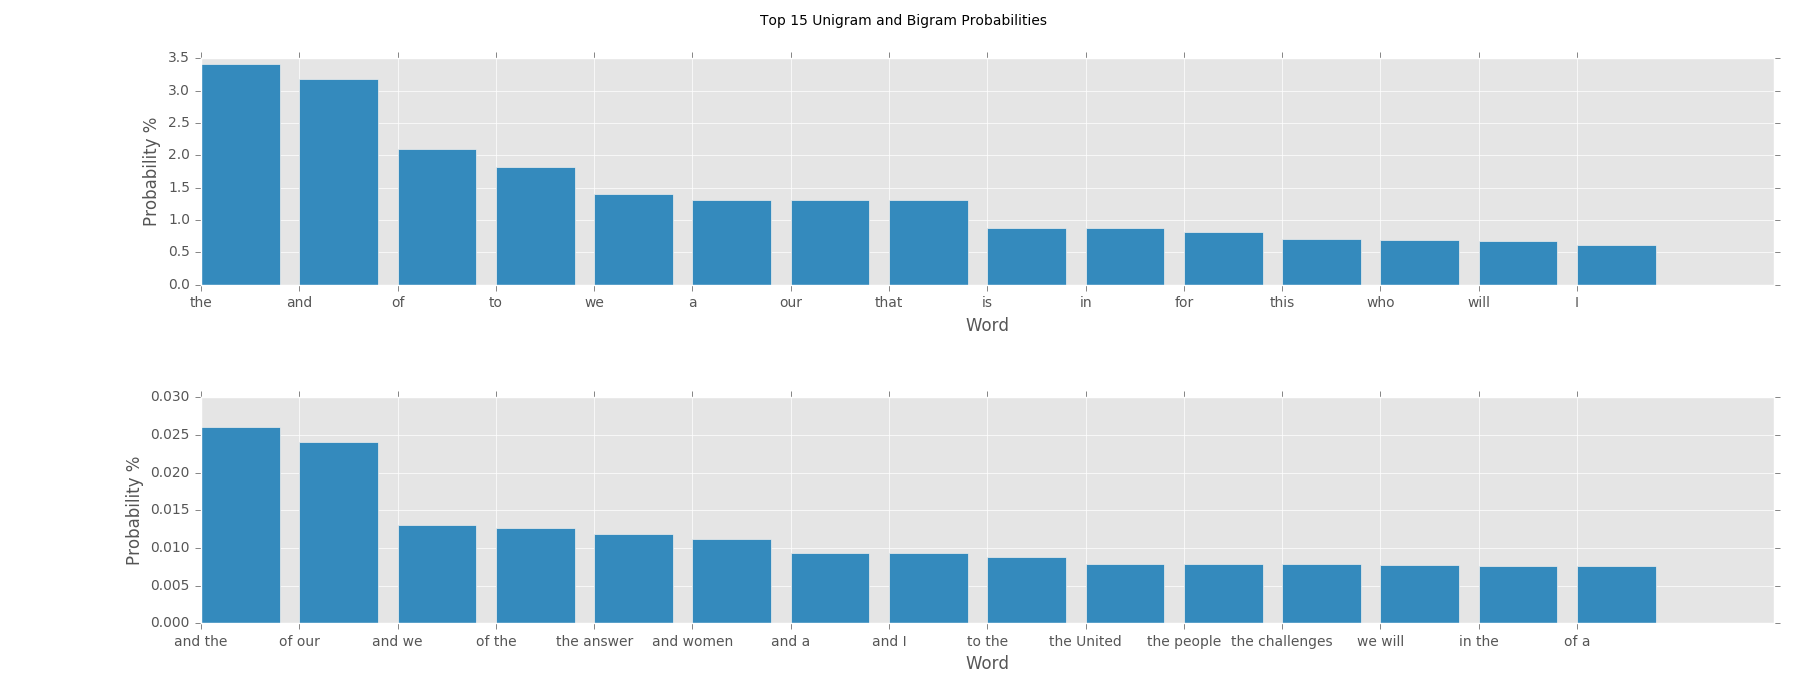 Top 15 Unigram and Bigram Probabilities
3.5
3.0
2.5
2.0
1.5
1.0
0.5
0.0
Probability %
the and of to we a our that is in for this who will I
Word
0.030
0.025
0.020
0.015
0.010
0.005
0.000
Probability %
and the of our and we of the the answer and women and a and I to the the United the people the challenges we will in the of a
Word